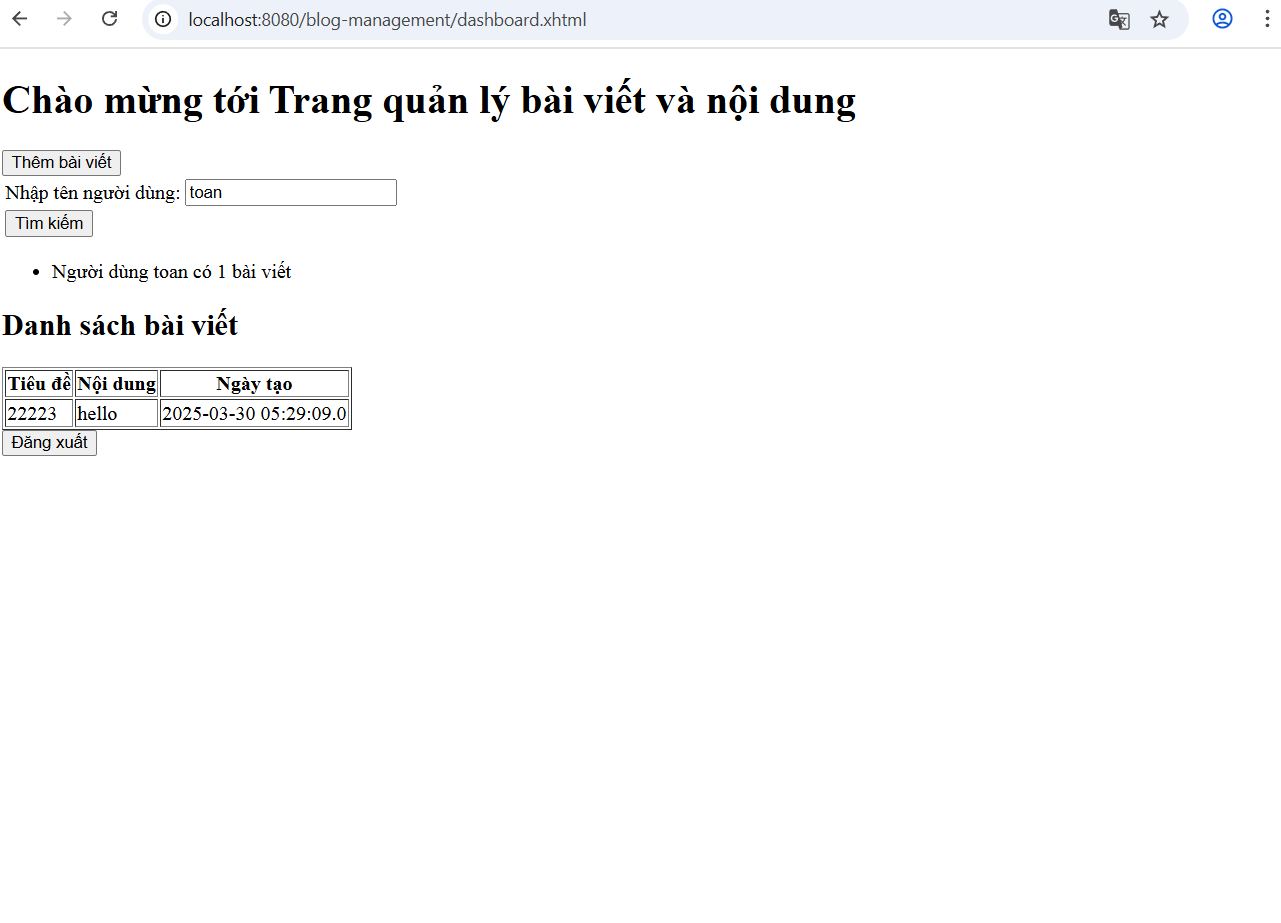 localhost:8080/blog-management/dashboard.xhtml
Chào mừng tới Trang quản lý bài viết và nội dung
Thêm bài viết
Nhập tên người dùng: toan
Tìm kiếm
• Người dùng toan có 1 bài viết
Danh sách bài viết
Tiêu đề Nội dung Ngày tạo
22223 hello 2025-03-30 05:29:09.0
Đăng xuất